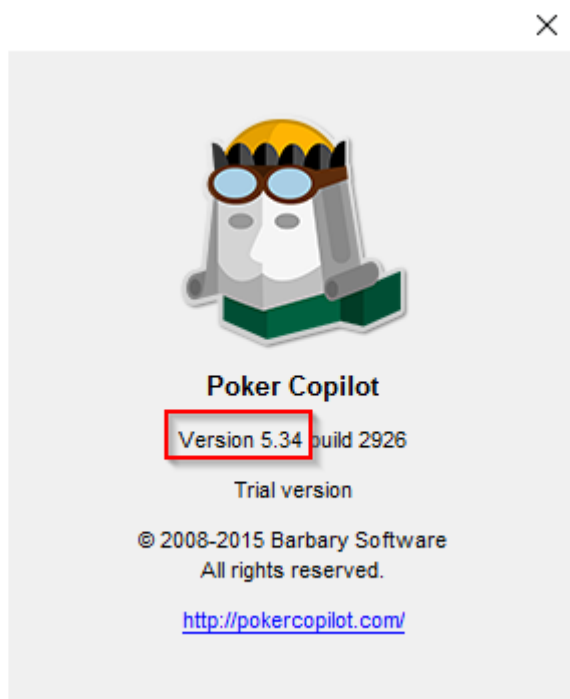 Poker Copilot
Version 5.34 build 2926
Trial version
© 2008-2015 Barbary Software
All rights reserved.
http://pokercopilot.com/